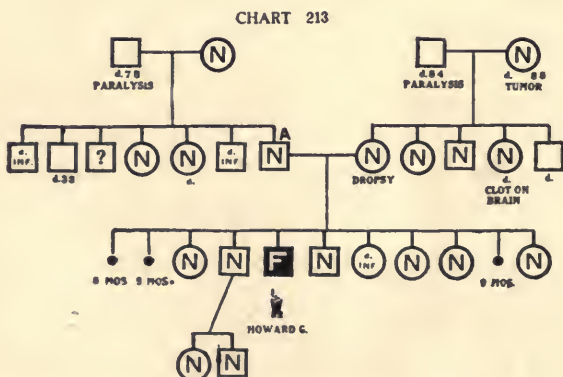 CHART 213
N N
d. 78 PARALYSIS d. 84 PARALYSIS d. 88 TUMOR
A
d. INF. ? N N d. INF. N N N N N
d. 38 d. DROPSY d. CLOT ON BRAIN d.
N N F N d. INF N N N
8 MOS 9 MOS. 9 MOS.
HOWARD G.
N N